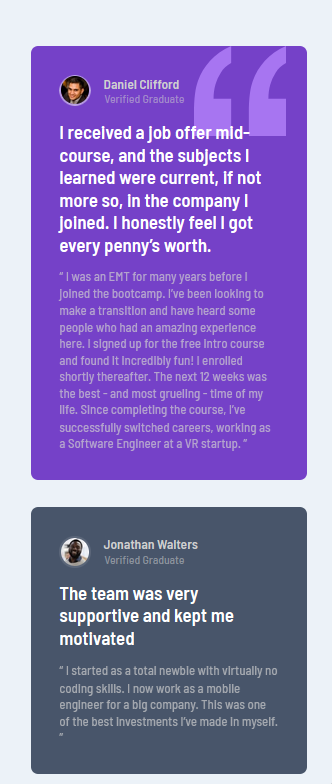 Daniel Clifford
Verified Graduate
I received a job offer mid-
course, and the subjects I
learned were current, if not
more so, in the company I
joined. I honestly feel I got
every penny’s worth.
“ I was an EMT for many years before I
joined the bootcamp. I’ve been looking to
make a transition and have heard some
people who had an amazing experience
here. I signed up for the free intro course
and found it incredibly fun! I enrolled
shortly thereafter. The next 12 weeks was
the best - and most grueling - time of my
life. Since completing the course, I’ve
successfully switched careers, working as
a Software Engineer at a VR startup. ”
Jonathan Walters
Verified Graduate
The team was very
supportive and kept me
motivated
“ I started as a total newbie with virtually no
coding skills. I now work as a mobile
engineer for a big company. This was one
of the best investments I’ve made in myself.
”